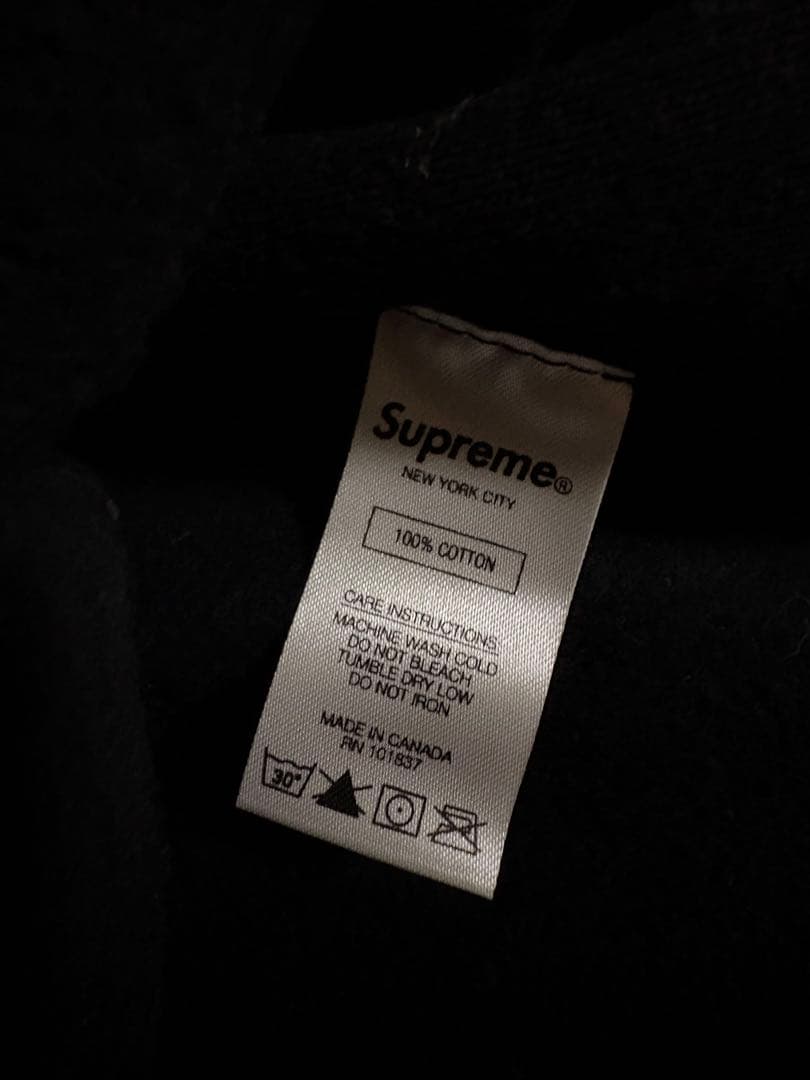 Supreme®
NEW YORK CITY
100% COTTON
CARE INSTRUCTIONS:
MACHINE WASH COLD
DO NOT BLEACH
TUMBLE DRY LOW
DO NOT IRON
MADE IN CANADA
RN 101837
30°